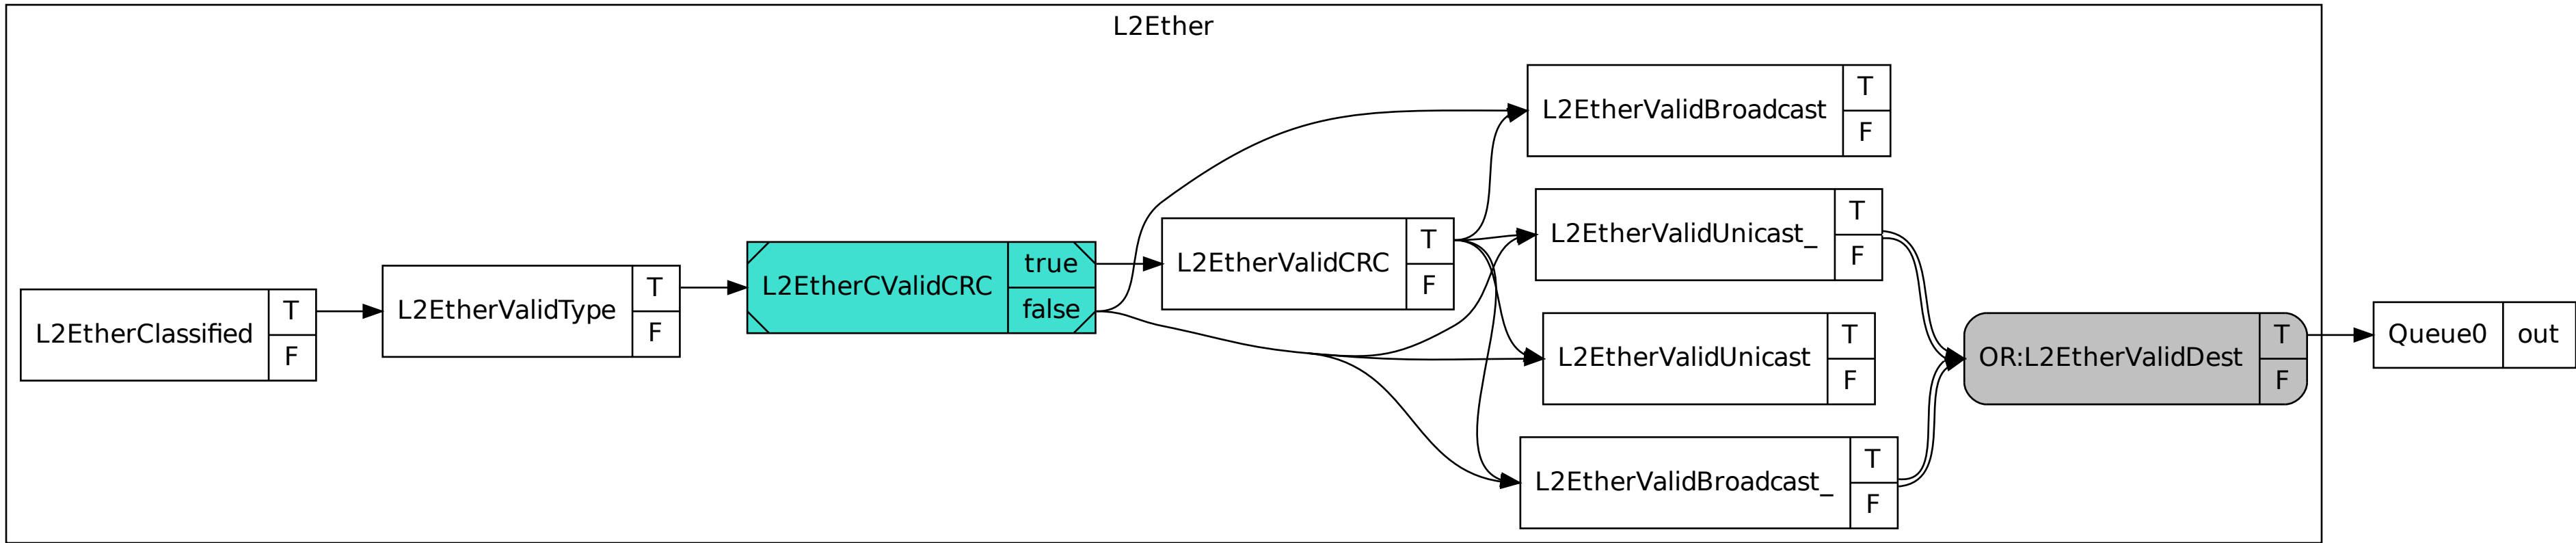 L2Ether
L2EtherClassified
T
F
L2EtherValidType
T
F
L2EtherCValidCRC
true
false
L2EtherValidCRC
T
F
L2EtherValidBroadcast
T
F
L2EtherValidUnicast_
T
F
L2EtherValidUnicast
T
F
L2EtherValidBroadcast_
T
F
OR:L2EtherValidDest
T
F
Queue0
out